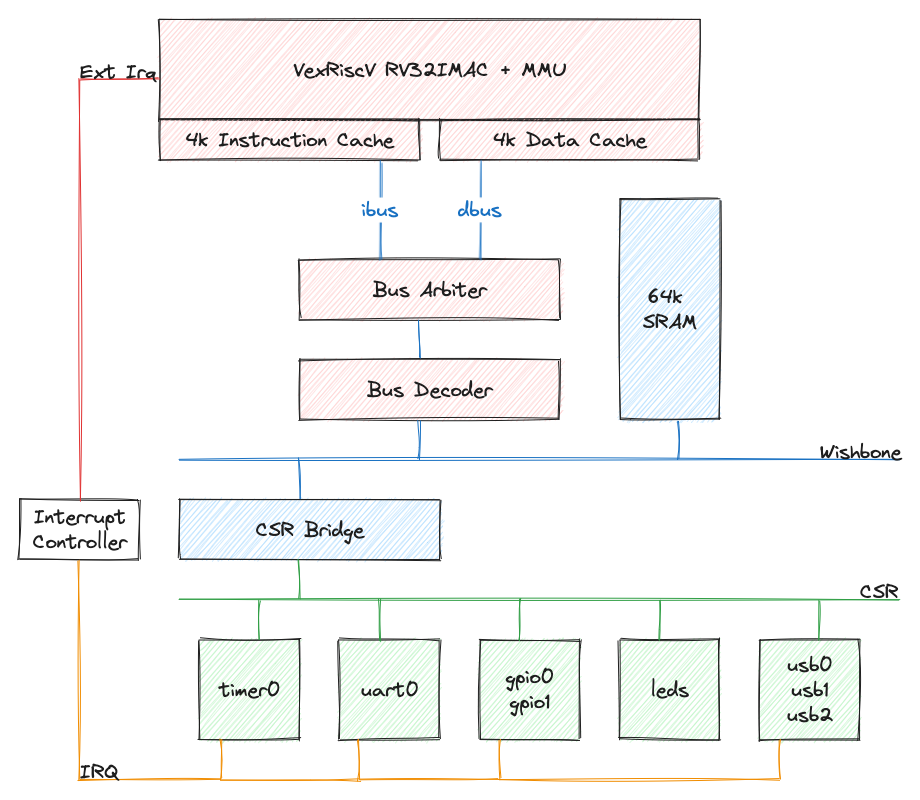 VexRiscV RV32IMAC + MMU
Ext Irq
4k Instruction Cache
4k Data Cache
ibus
dbus
Bus Arbiter
64k
SRAM
Bus Decoder
Wishbone
Interrupt
Controller
CSR Bridge
CSR
timer0
uart0
gpio0
gpio1
leds
usb0
usb1
usb2
IRQ